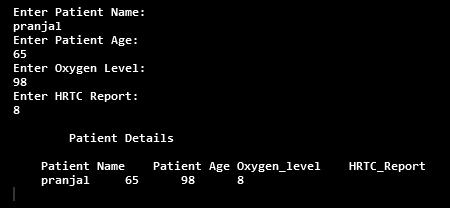 Enter Patient Name:
pranjal
Enter Patient Age:
65
Enter Oxygen Level:
98
Enter HRTC Report:
8
Patient Details
Patient Name    Patient Age Oxygen_level    HRTC_Report
pranjal    65    98    8